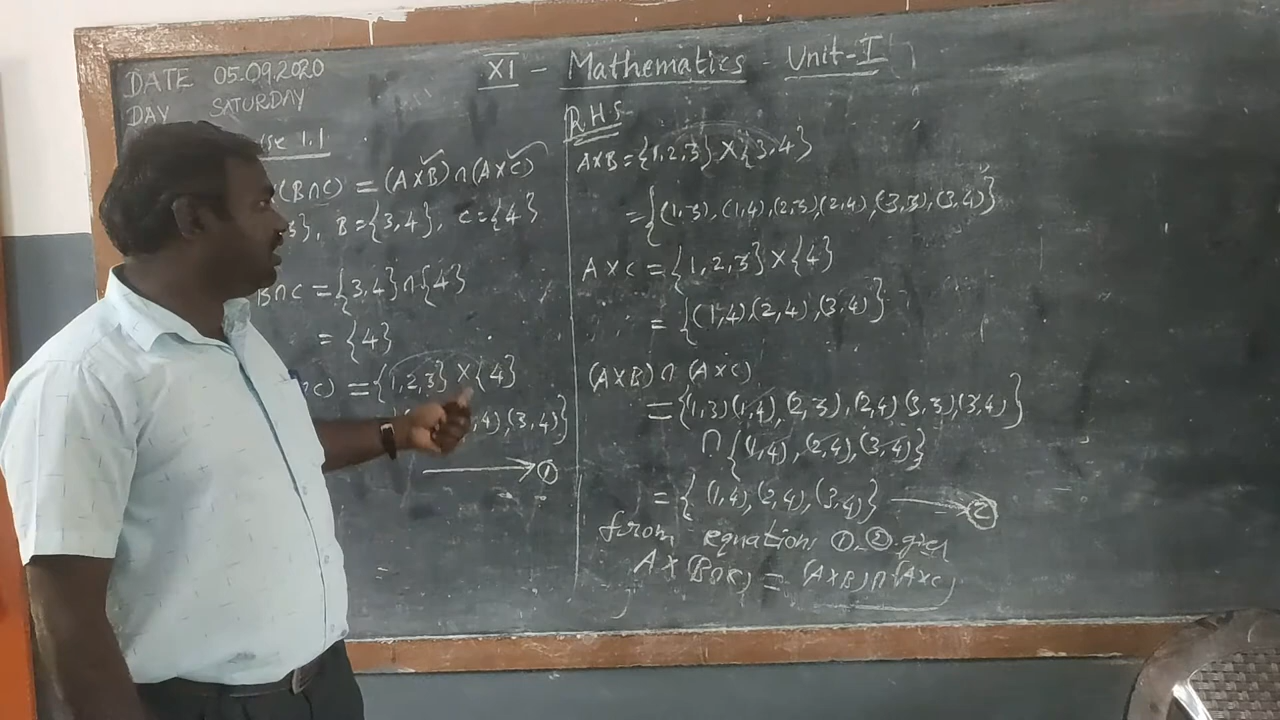 DATE 05.09.2020
DAY SATURDAY
XI - Mathematics - Unit-I
1.1
(B∩C) = (A×B)∩(A×C)
3}, B={3,4}, C={4}
B∩C = {3,4}∩{4}
= {4}
∩C) = {1,2,3}×{4}
4),(3,4)}
→ ①
R.H.S
A×B = {1,2,3}×{3,4}
= {(1,3),(1,4),(2,3),(2,4),(3,3),(3,4)}
A×C = {1,2,3}×{4}
= {(1,4),(2,4),(3,4)}
(A×B)∩(A×C)
= {(1,3)(1,4),(2,3),(2,4)(3,3),(3,4)}
∩{(1,4),(2,4),(3,4)}
= {(1,4),(2,4),(3,4)} → ②
from equations ①, ②
A×(B∩C) = (A×B)∩(A×C)